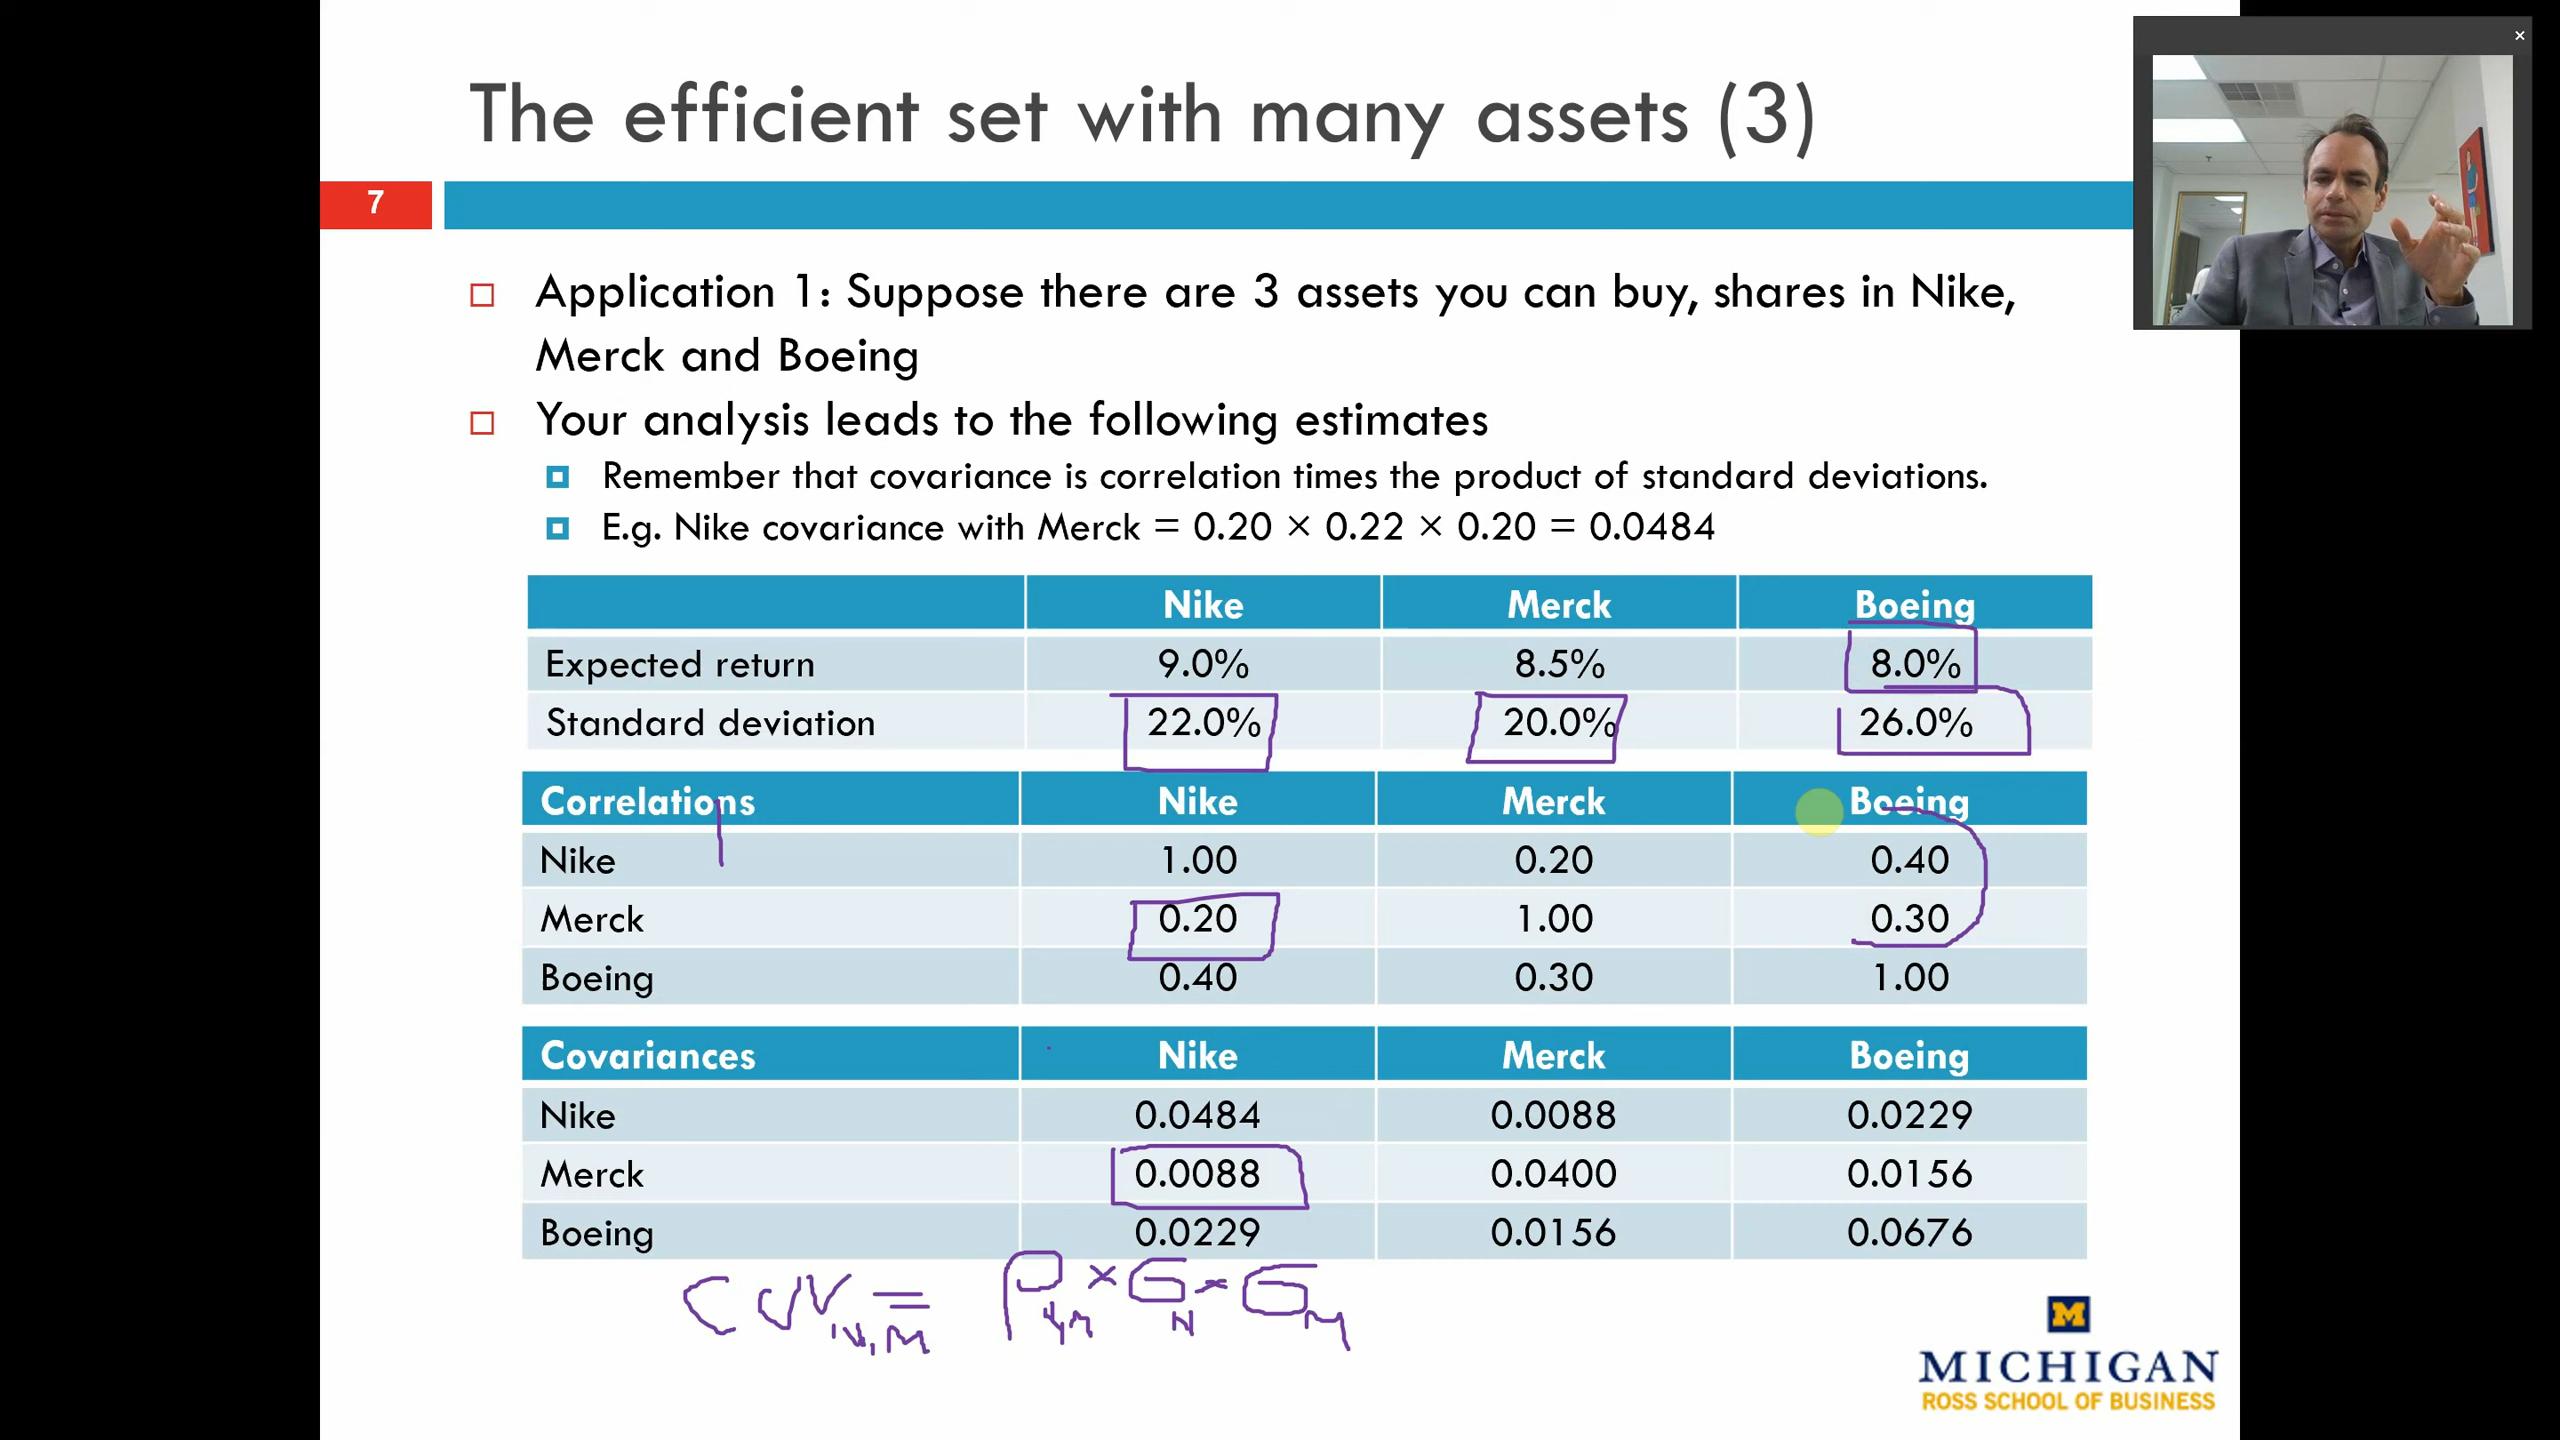 The efficient set with many assets (3)
7
Application 1: Suppose there are 3 assets you can buy, shares in Nike,
Merck and Boeing
Your analysis leads to the following estimates
Remember that covariance is correlation times the product of standard deviations.
E.g. Nike covariance with Merck = 0.20 × 0.22 × 0.20 = 0.0484
Nike Merck Boeing
Expected return 9.0% 8.5% 8.0%
Standard deviation 22.0% 20.0% 26.0%
Correlations Nike Merck Boeing
Nike 1.00 0.20 0.40
Merck 0.20 1.00 0.30
Boeing 0.40 0.30 1.00
Covariances Nike Merck Boeing
Nike 0.0484 0.0088 0.0229
Merck 0.0088 0.0400 0.0156
Boeing 0.0229 0.0156 0.0676
M
MICHIGAN
ROSS SCHOOL OF BUSINESS